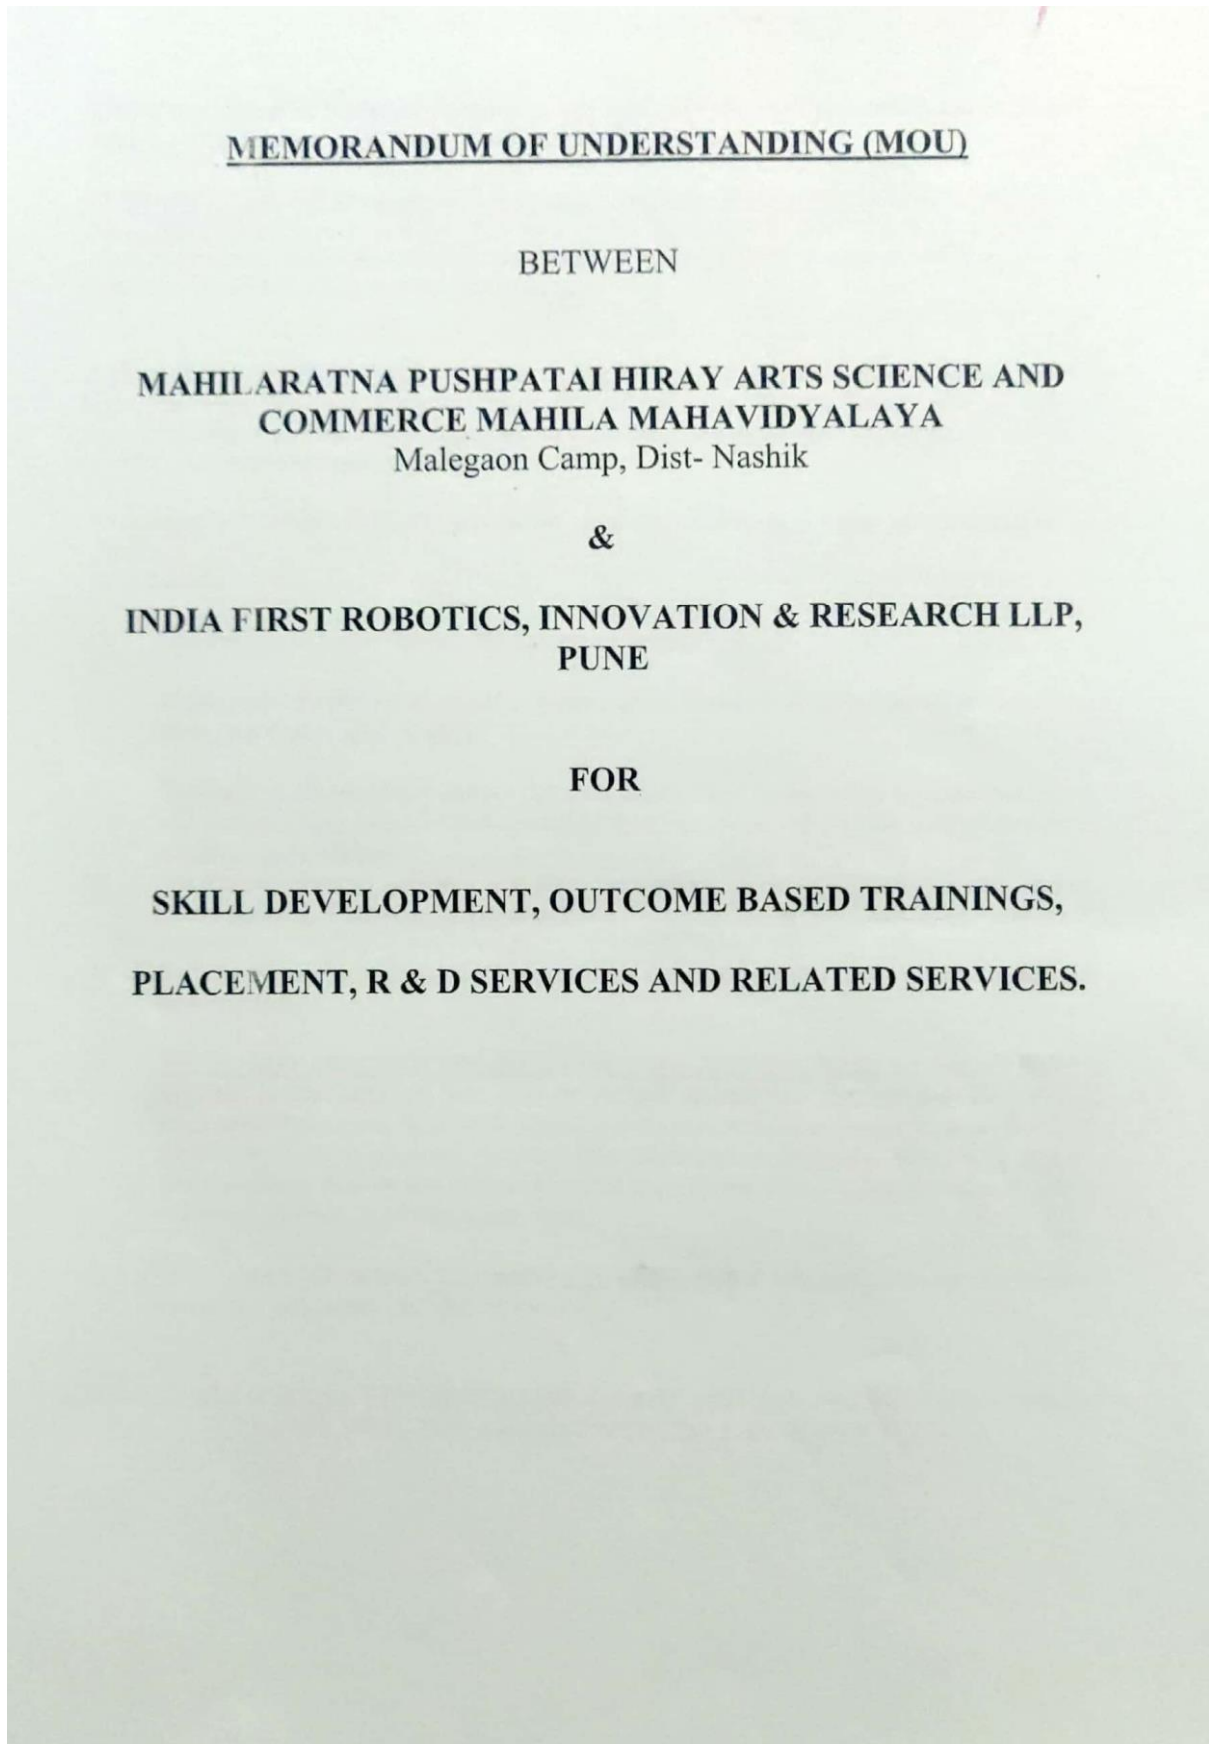 MEMORANDUM OF UNDERSTANDING (MOU)
BETWEEN
MAHILARATNA PUSHPATAI HIRAY ARTS SCIENCE AND
COMMERCE MAHILA MAHAVIDYALAYA
Malegaon Camp, Dist- Nashik
&
INDIA FIRST ROBOTICS, INNOVATION & RESEARCH LLP,
PUNE
FOR
SKILL DEVELOPMENT, OUTCOME BASED TRAININGS,
PLACEMENT, R & D SERVICES AND RELATED SERVICES.